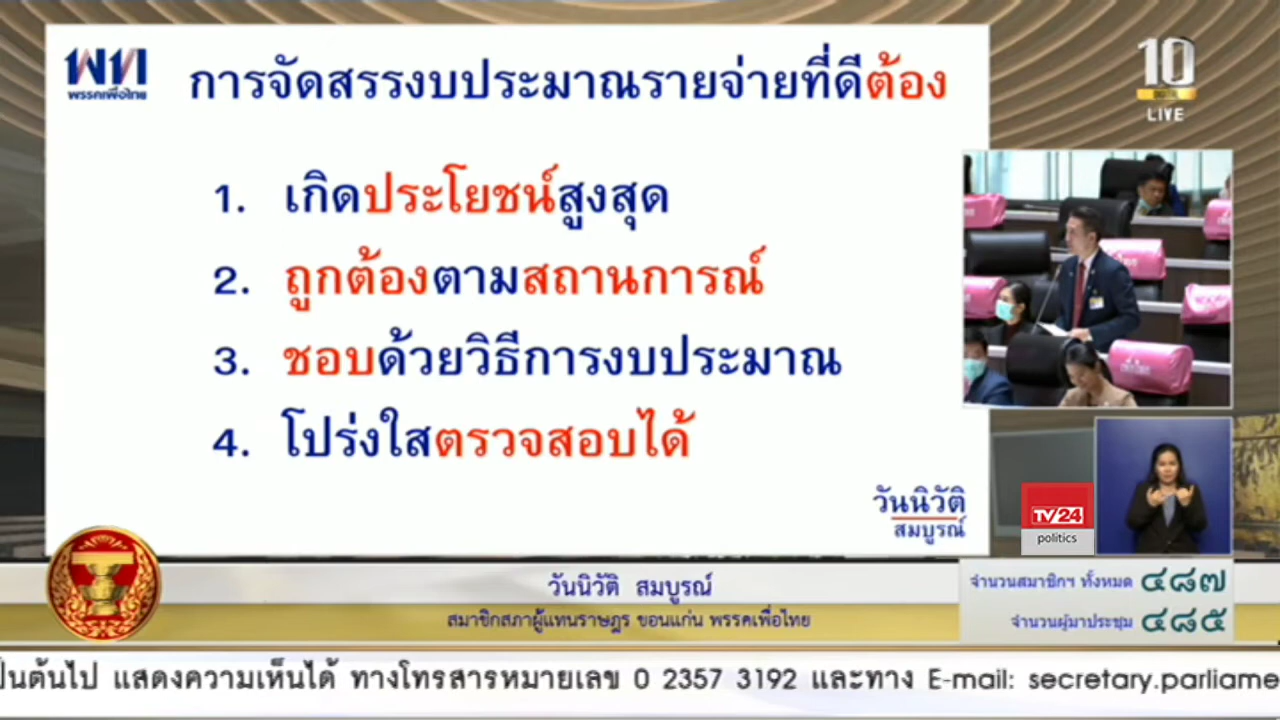 พท
พรรคเพื่อไทย
การจัดสรรงบประมาณรายจ่ายที่ดีต้อง
1. เกิดประโยชน์สูงสุด
2. ถูกต้องตามสถานการณ์
3. ชอบด้วยวิธีการงบประมาณ
4. โปร่งใสตรวจสอบได้
วันนิวัติ
สมบูรณ์
10
LIVE
TV24
politics
วันนิวัติ สมบูรณ์
สมาชิกสภาผู้แทนราษฎร ขอนแก่น พรรคเพื่อไทย
จำนวนสมาชิกฯ ทั้งหมด ๔๘๗
จำนวนผู้มาประชุม ๔๘๕
ป็นต้นไป แสดงความเห็นได้ ทางโทรสารหมายเลข 0 2357 3192 และทาง E-mail: secretary.parliame